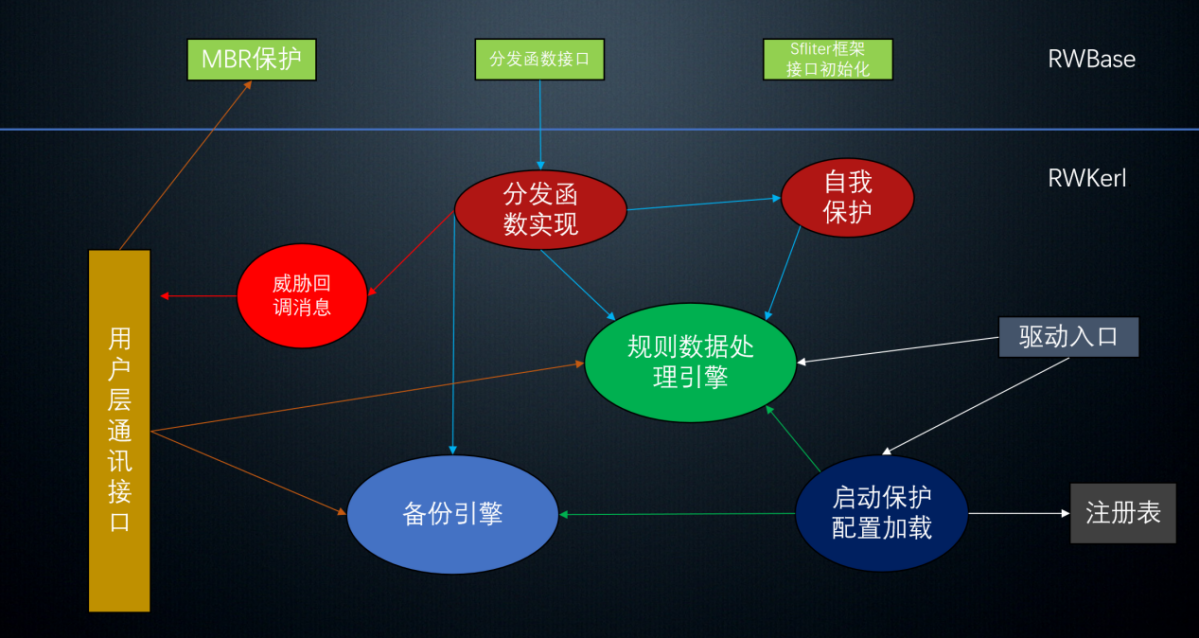 MBR保护
分发函数接口
Sfliter框架
接口初始化
RWBase
RWKerl
分发函
数实现
自我
保护
威胁回
调消息
用
户
层
通
讯
接
口
规则数据处
理引擎
驱动入口
备份引擎
启动保护
配置加载
注册表